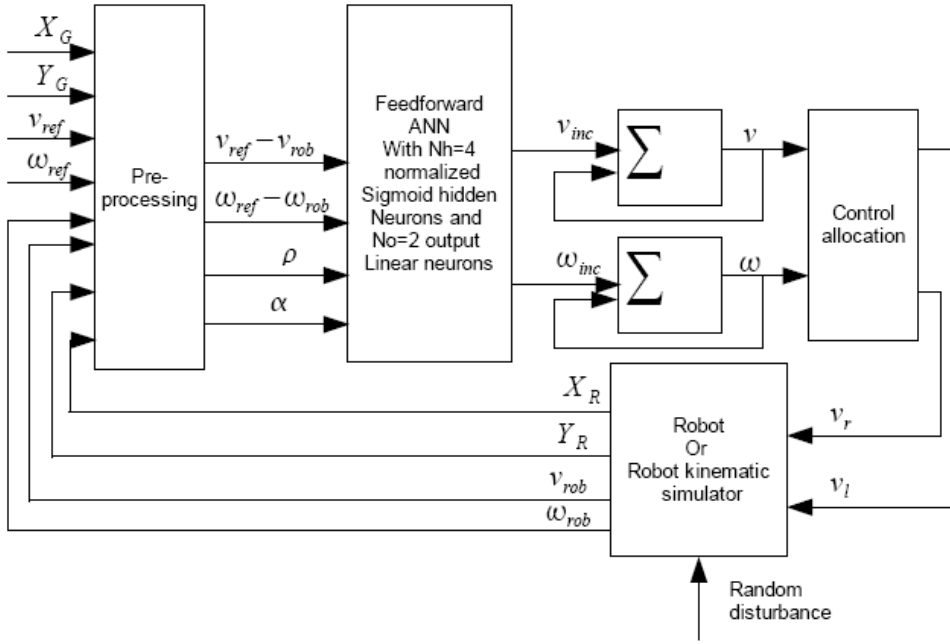 X_G
Y_G
v_ref
ω_ref
Pre-
processing
v_ref − v_rob
ω_ref − ω_rob
ρ
α
Feedforward
ANN
With Nh=4
normalized
Sigmoid hidden
Neurons and
No=2 output
Linear neurons
v_inc
Σ
v
ω_inc
Σ
ω
Control
allocation
X_R
Y_R
v_rob
ω_rob
Robot
Or
Robot kinematic
simulator
v_r
v_l
Random
disturbance